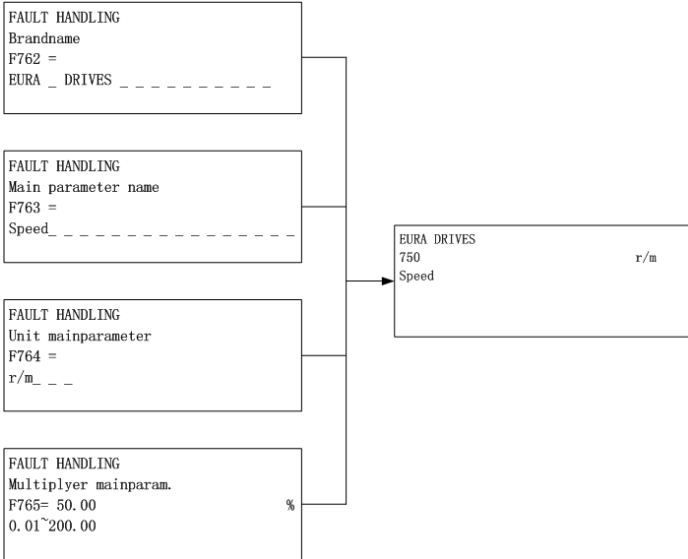 FAULT HANDLING
Brandname
F762 =
EURA _ DRIVES _ _ _ _ _ _ _ _ _ _
FAULT HANDLING
Main parameter name
F763 =
Speed_ _ _ _ _ _ _ _ _ _ _ _ _ _ _ _
FAULT HANDLING
Unit mainparameter
F764 =
r/m_ _ _
FAULT HANDLING
Multiplyer mainparam.
F765= 50.00 %
0.01~200.00
EURA DRIVES
750 r/m
Speed